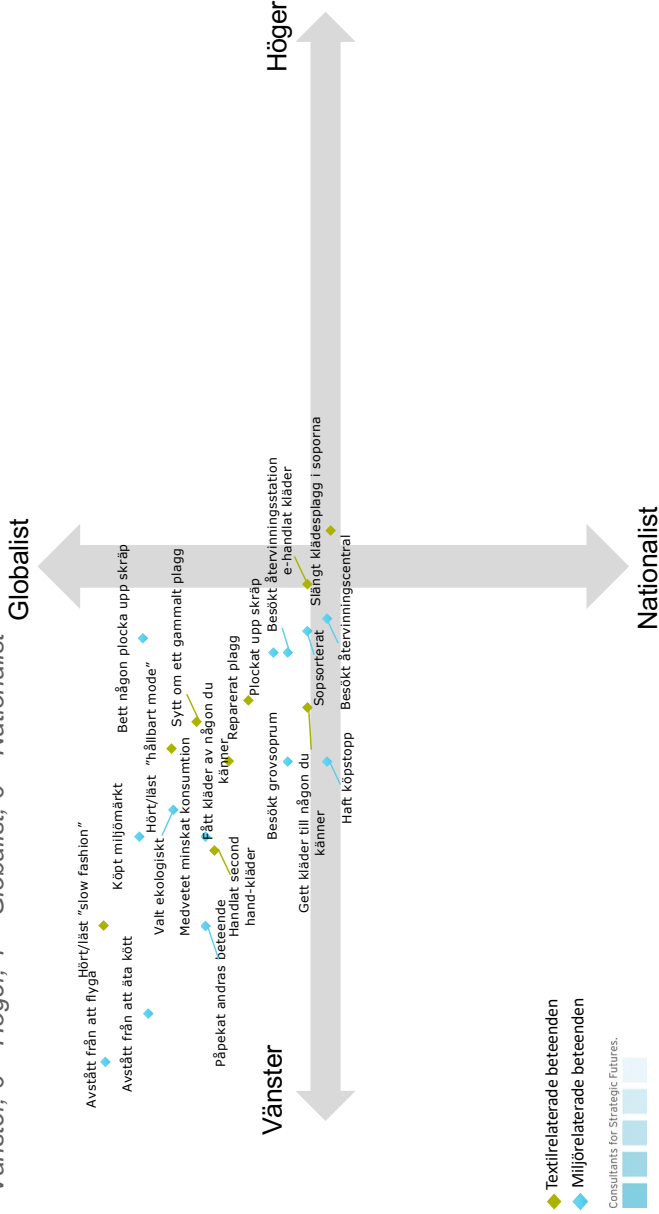 Vänster, 0 = Höger, 1 = Globalist, 0 = Nationalist
Globalist
Höger
Hört/läst ”slow fashion”
Avstått från att flyga
Köpt miljömärkt
Bett någon plocka upp skräp
Avstått från att äta kött
Hört/läst ”hållbart mode”
Valt ekologiskt
Sytt om ett gammalt plagg
Medvetet minskat konsumtion
Fått kläder av någon du
känner
Handlat second
hand-kläder
Påpekat andras beteende
Reparerat plagg
Plockat upp skräp
Besökt återvinningsstation
e-handlat kläder
Besökt grovsoprum
Slängt klädesplagg i soporna
Sopsorterat
Gett kläder till någon du
känner
Haft köpstopp
Besökt återvinningscentral
Vänster
Nationalist
Textilrelaterade beteenden
Miljörelaterade beteenden
Consultants for Strategic Futures.